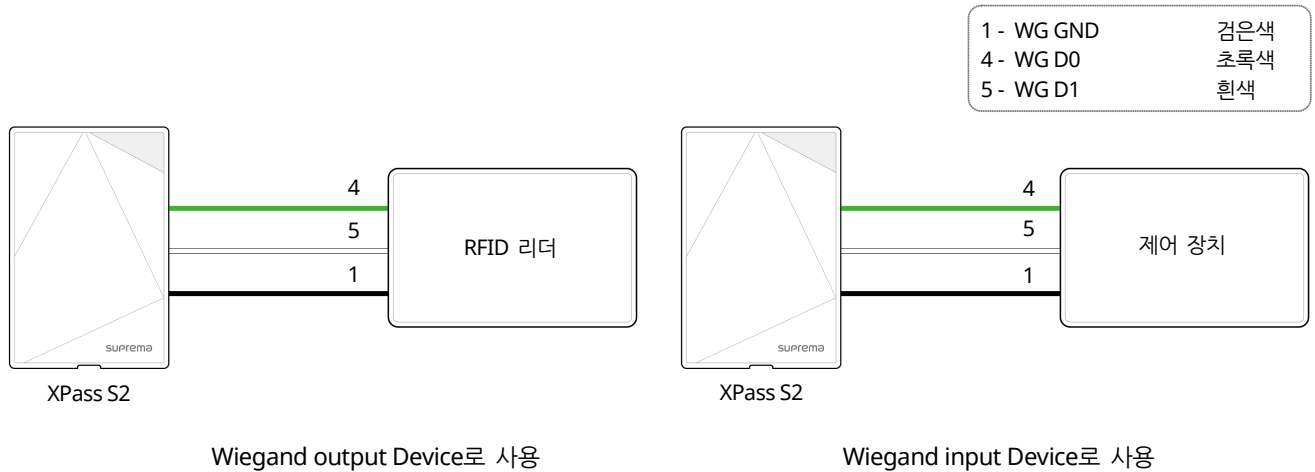 1 - WG GND 검은색
4 - WG D0 초록색
5 - WG D1 흰색
4
5
1
RFID 리더
suprema
XPass S2
Wiegand output Device로 사용
4
5
1
제어 장치
suprema
XPass S2
Wiegand input Device로 사용